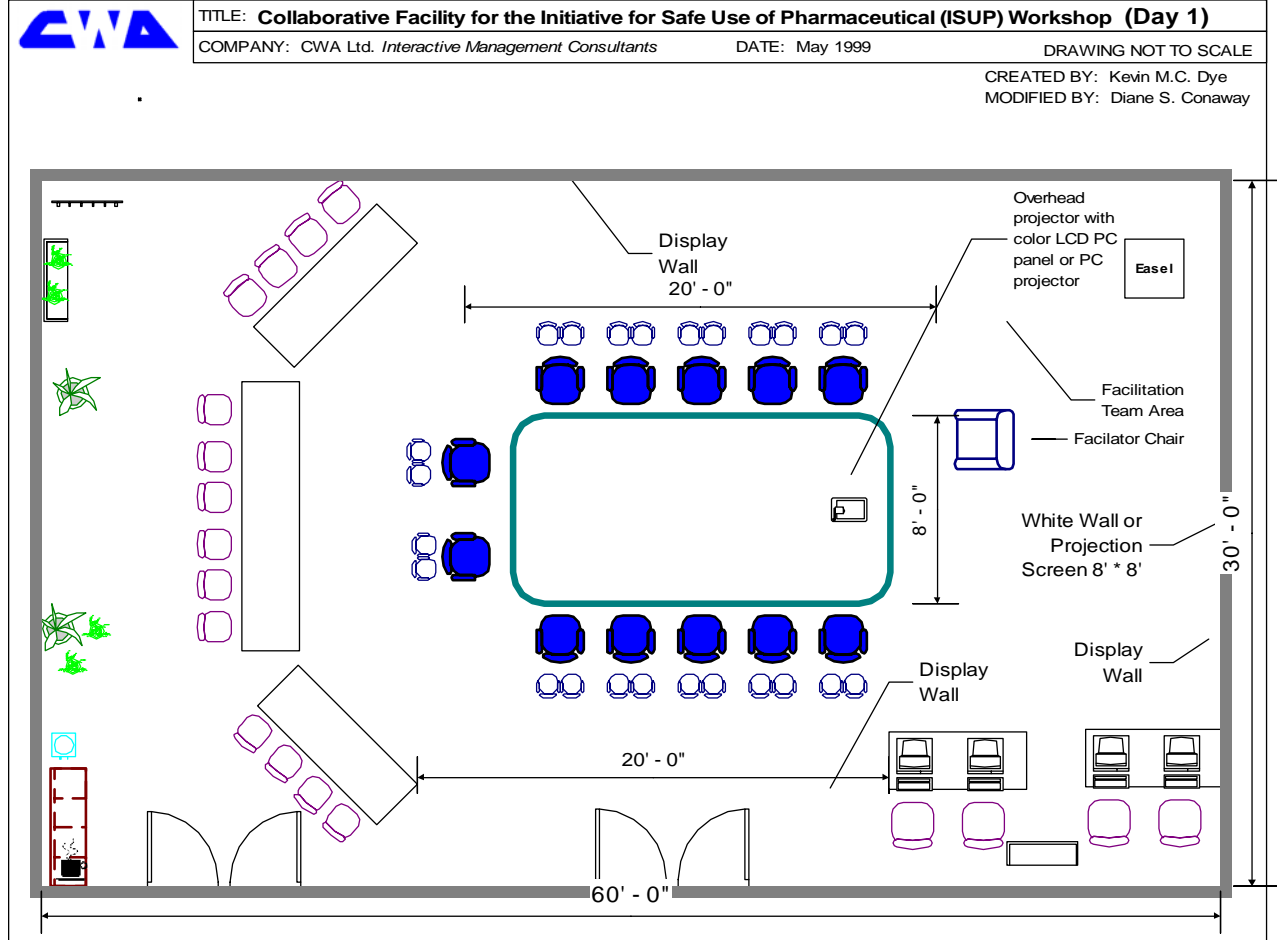 CWA
TITLE: Collaborative Facility for the Initiative for Safe Use of Pharmaceutical (ISUP) Workshop (Day 1)
COMPANY: CWA Ltd. Interactive Management Consultants DATE: May 1999 DRAWING NOT TO SCALE
CREATED BY: Kevin M.C. Dye
MODIFIED BY: Diane S. Conaway
Overhead
projector with
color LCD PC
panel or PC
projector
Easel
Display
Wall
20' - 0"
Facilitation
Team Area
Facilator Chair
8' - 0"
White Wall or
Projection
Screen 8' * 8'
30' - 0"
Display
Wall
Display
Wall
20' - 0"
60' - 0"